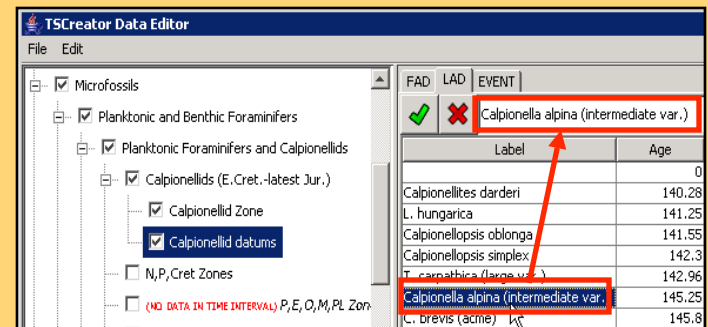 TSCreator Data Editor
File Edit
Microfossils
Planktonic and Benthic Foraminifers
Planktonic Foraminifers and Calpionellids
Calpionellids (E.Cret.-latest Jur.)
Calpionellid Zone
Calpionellid datums
N,P,Cret Zones
(NO DATA IN TIME INTERVAL) P,E,O,M,PL Zon
FAD LAD EVENT
Calpionella alpina (intermediate var.)
Label Age
0
Calpionellites darderi 140.28
L. hungarica 141.25
Calpionellopsis oblonga 141.55
Calpionellopsis simplex 142.3
T. carpathica (large var.) 142.96
Calpionella alpina (intermediate var. 145.25
C. brevis (acme) 145.8